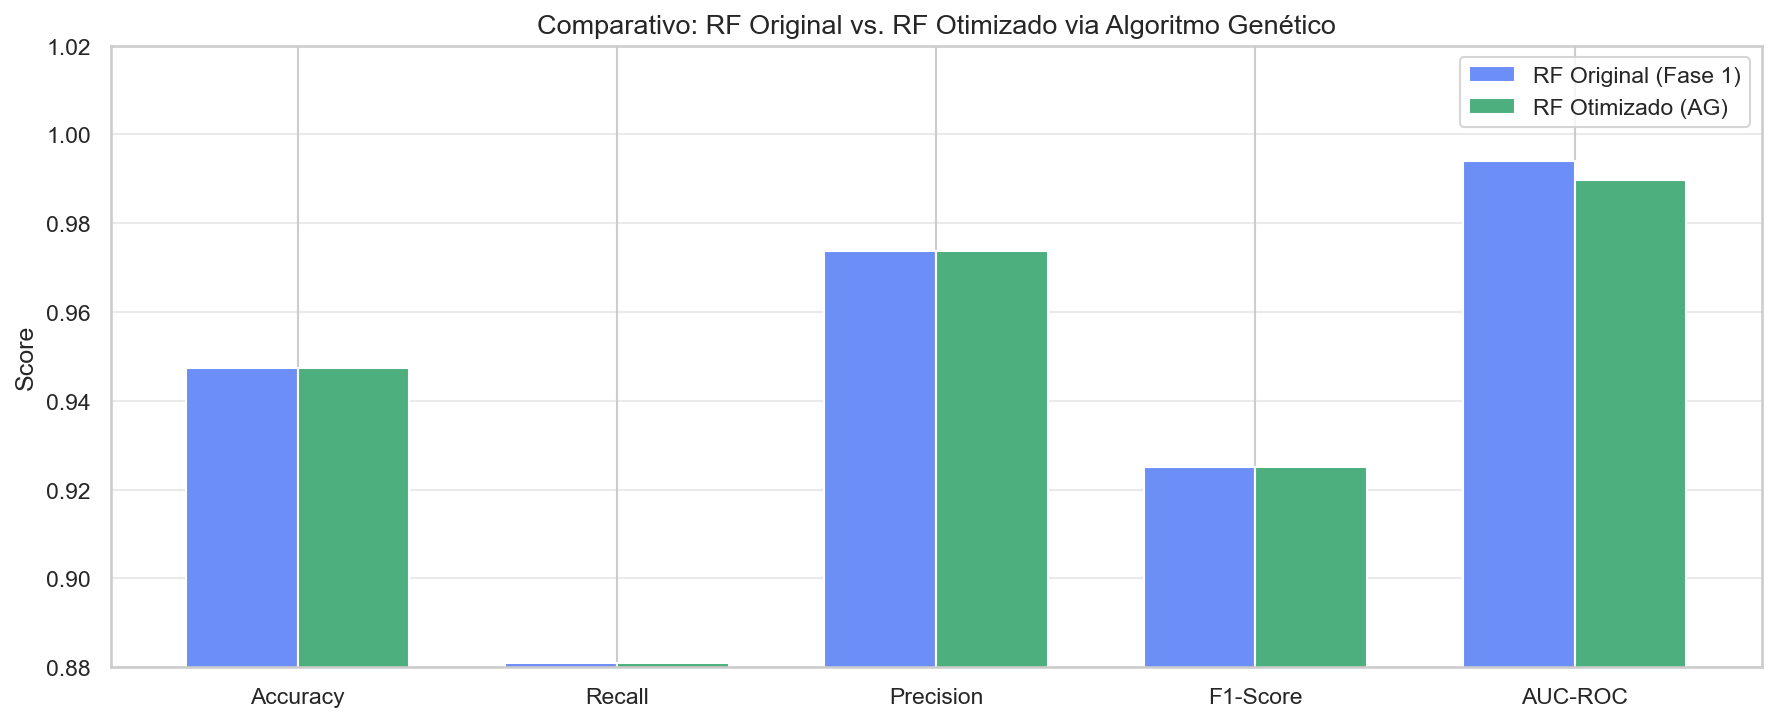 Comparativo: RF Original vs. RF Otimizado via Algoritmo Genético
RF Original (Fase 1)
RF Otimizado (AG)
Score
1.02
1.00
0.98
0.96
0.94
0.92
0.90
0.88
Accuracy
Recall
Precision
F1-Score
AUC-ROC